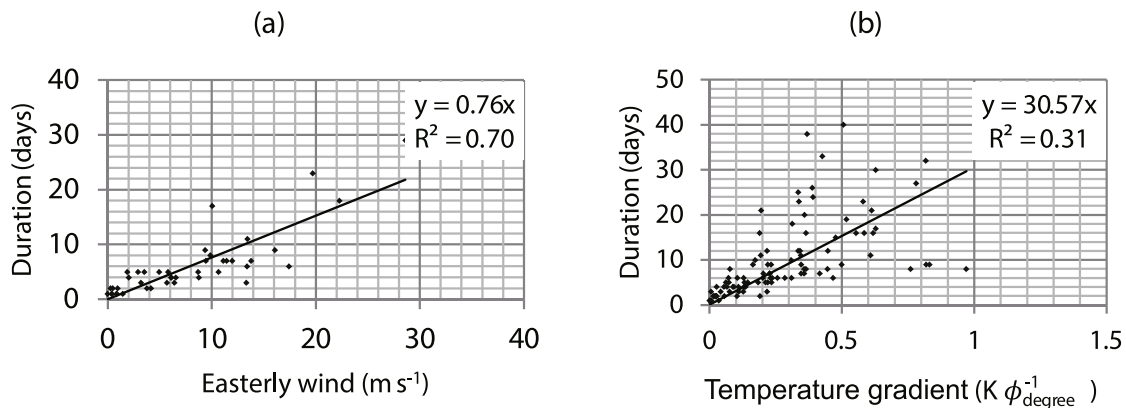 (a)
40
30
20
10
0
0 10 20 30 40
Duration (days)
Easterly wind (m s⁻¹)
y = 0.76x
R² = 0.70
(b)
50
40
30
20
10
0
0 0.5 1 1.5
Duration (days)
Temperature gradient (K ϕ⁻¹degree)
y = 30.57x
R² = 0.31